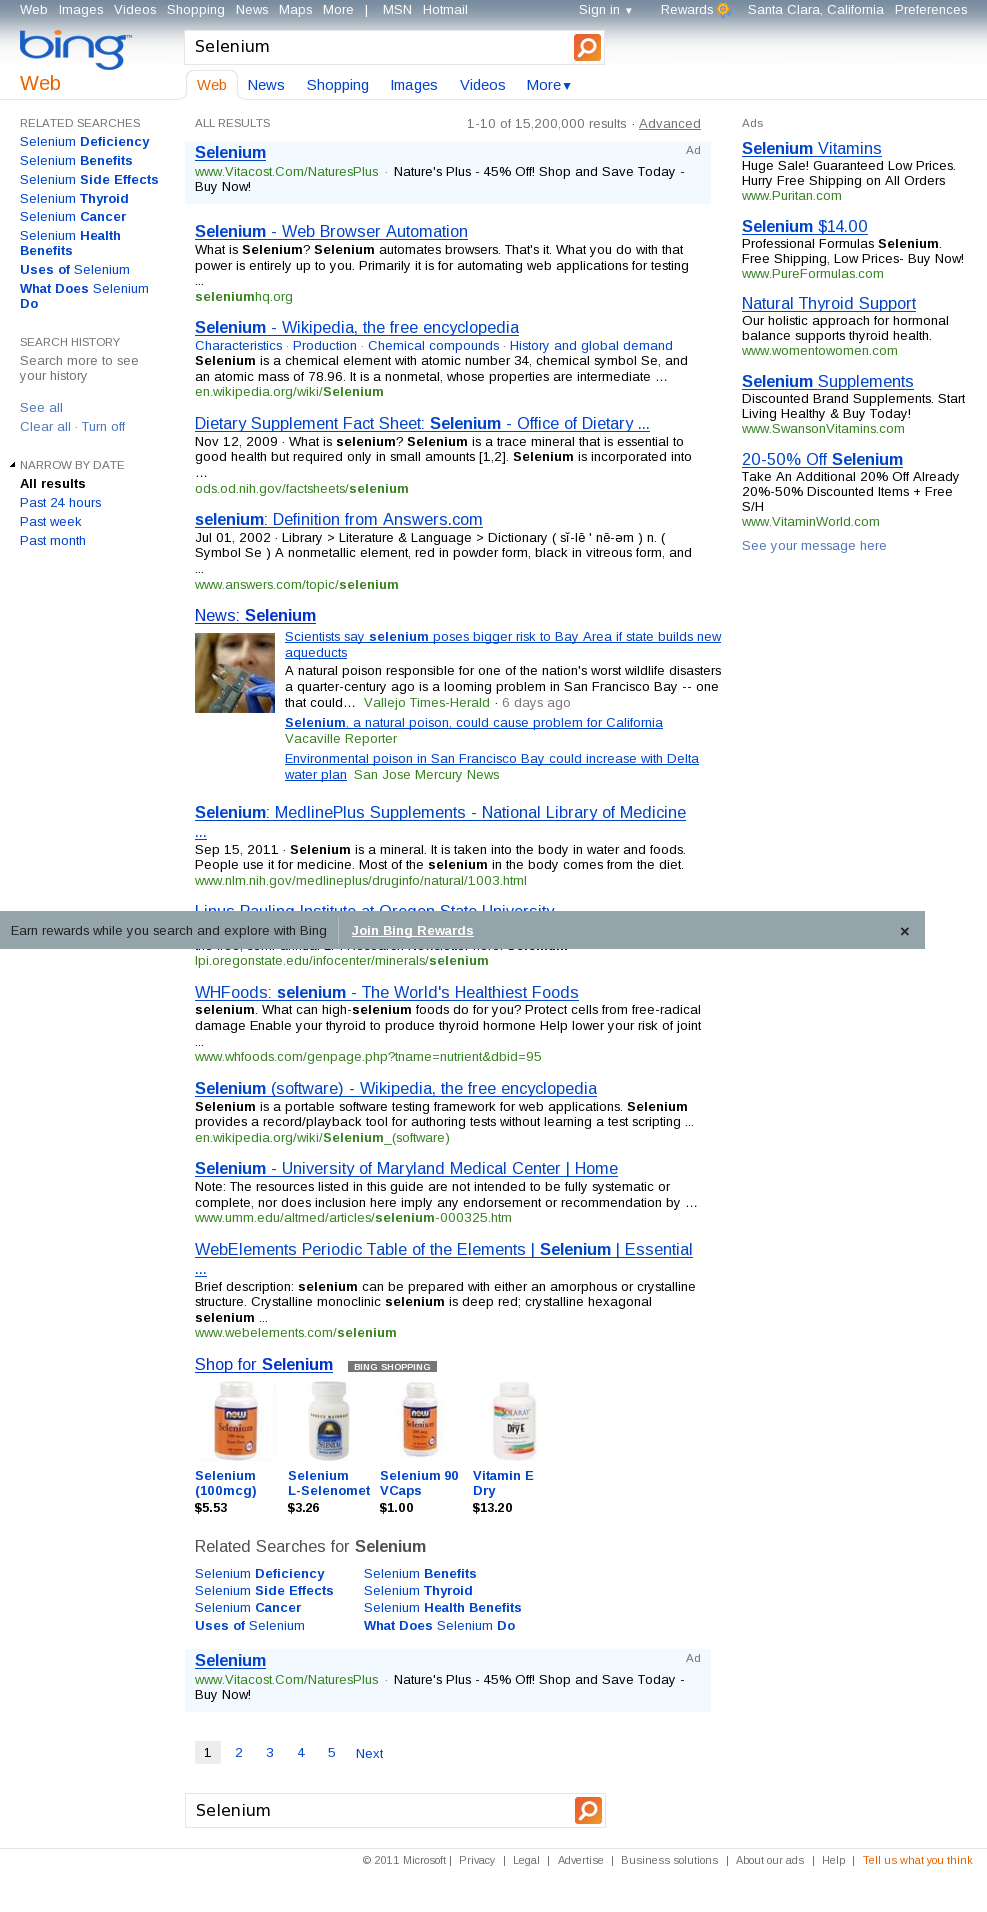 Web Images Videos Shopping News Maps More | MSN Hotmail Sign in ▼ Rewards Santa Clara, California Preferences
bing™
Selenium
Web
Web News Shopping Images Videos More▼
RELATED SEARCHES
Selenium Deficiency
Selenium Benefits
Selenium Side Effects
Selenium Thyroid
Selenium Cancer
Selenium Health
Benefits
Uses of Selenium
What Does Selenium
Do
SEARCH HISTORY
Search more to see
your history
See all
Clear all · Turn off
NARROW BY DATE
All results
Past 24 hours
Past week
Past month
ALL RESULTS 1-10 of 15,200,000 results · Advanced
Selenium Ad
www.Vitacost.Com/NaturesPlus · Nature's Plus - 45% Off! Shop and Save Today -
Buy Now!
Selenium - Web Browser Automation
What is Selenium? Selenium automates browsers. That's it. What you do with that
power is entirely up to you. Primarily it is for automating web applications for testing
...
seleniumhq.org
Selenium - Wikipedia, the free encyclopedia
Characteristics · Production · Chemical compounds · History and global demand
Selenium is a chemical element with atomic number 34, chemical symbol Se, and
an atomic mass of 78.96. It is a nonmetal, whose properties are intermediate …
en.wikipedia.org/wiki/Selenium
Dietary Supplement Fact Sheet: Selenium - Office of Dietary ...
Nov 12, 2009 · What is selenium? Selenium is a trace mineral that is essential to
good health but required only in small amounts [1,2]. Selenium is incorporated into
…
ods.od.nih.gov/factsheets/selenium
selenium: Definition from Answers.com
Jul 01, 2002 · Library > Literature & Language > Dictionary ( sĭ-lē ' nē-əm ) n. (
Symbol Se ) A nonmetallic element, red in powder form, black in vitreous form, and
...
www.answers.com/topic/selenium
News: Selenium
Scientists say selenium poses bigger risk to Bay Area if state builds new
aqueducts
A natural poison responsible for one of the nation's worst wildlife disasters
a quarter-century ago is a looming problem in San Francisco Bay -- one
that could… Vallejo Times-Herald · 6 days ago
Selenium, a natural poison, could cause problem for California
Vacaville Reporter
Environmental poison in San Francisco Bay could increase with Delta
water plan San Jose Mercury News
Selenium: MedlinePlus Supplements - National Library of Medicine
...
Sep 15, 2011 · Selenium is a mineral. It is taken into the body in water and foods.
People use it for medicine. Most of the selenium in the body comes from the diet.
www.nlm.nih.gov/medlineplus/druginfo/natural/1003.html
Linus Pauling Institute at Oregon State University
Earn rewards while you search and explore with Bing Join Bing Rewards ×
lpi.oregonstate.edu/infocenter/minerals/selenium
WHFoods: selenium - The World's Healthiest Foods
selenium. What can high-selenium foods do for you? Protect cells from free-radical
damage Enable your thyroid to produce thyroid hormone Help lower your risk of joint
...
www.whfoods.com/genpage.php?tname=nutrient&dbid=95
Selenium (software) - Wikipedia, the free encyclopedia
Selenium is a portable software testing framework for web applications. Selenium
provides a record/playback tool for authoring tests without learning a test scripting ...
en.wikipedia.org/wiki/Selenium_(software)
Selenium - University of Maryland Medical Center | Home
Note: The resources listed in this guide are not intended to be fully systematic or
complete, nor does inclusion here imply any endorsement or recommendation by …
www.umm.edu/altmed/articles/selenium-000325.htm
WebElements Periodic Table of the Elements | Selenium | Essential
...
Brief description: selenium can be prepared with either an amorphous or crystalline
structure. Crystalline monoclinic selenium is deep red; crystalline hexagonal
selenium ...
www.webelements.com/selenium
Shop for Selenium BING SHOPPING
NOW Selenium SELENIUM NOW Selenium SOLARAY Dry E
Selenium Selenium Selenium 90 Vitamin E
(100mcg) L-Selenomet VCaps Dry
$5.53 $3.26 $1.00 $13.20
Related Searches for Selenium
Selenium Deficiency Selenium Benefits
Selenium Side Effects Selenium Thyroid
Selenium Cancer Selenium Health Benefits
Uses of Selenium What Does Selenium Do
Selenium Ad
www.Vitacost.Com/NaturesPlus · Nature's Plus - 45% Off! Shop and Save Today -
Buy Now!
1 2 3 4 5 Next
Selenium
Ads
Selenium Vitamins
Huge Sale! Guaranteed Low Prices.
Hurry Free Shipping on All Orders
www.Puritan.com
Selenium $14.00
Professional Formulas Selenium.
Free Shipping, Low Prices- Buy Now!
www.PureFormulas.com
Natural Thyroid Support
Our holistic approach for hormonal
balance supports thyroid health.
www.womentowomen.com
Selenium Supplements
Discounted Brand Supplements. Start
Living Healthy & Buy Today!
www.SwansonVitamins.com
20-50% Off Selenium
Take An Additional 20% Off Already
20%-50% Discounted Items + Free
S/H
www.VitaminWorld.com
See your message here
© 2011 Microsoft | Privacy | Legal | Advertise | Business solutions | About our ads | Help | Tell us what you think